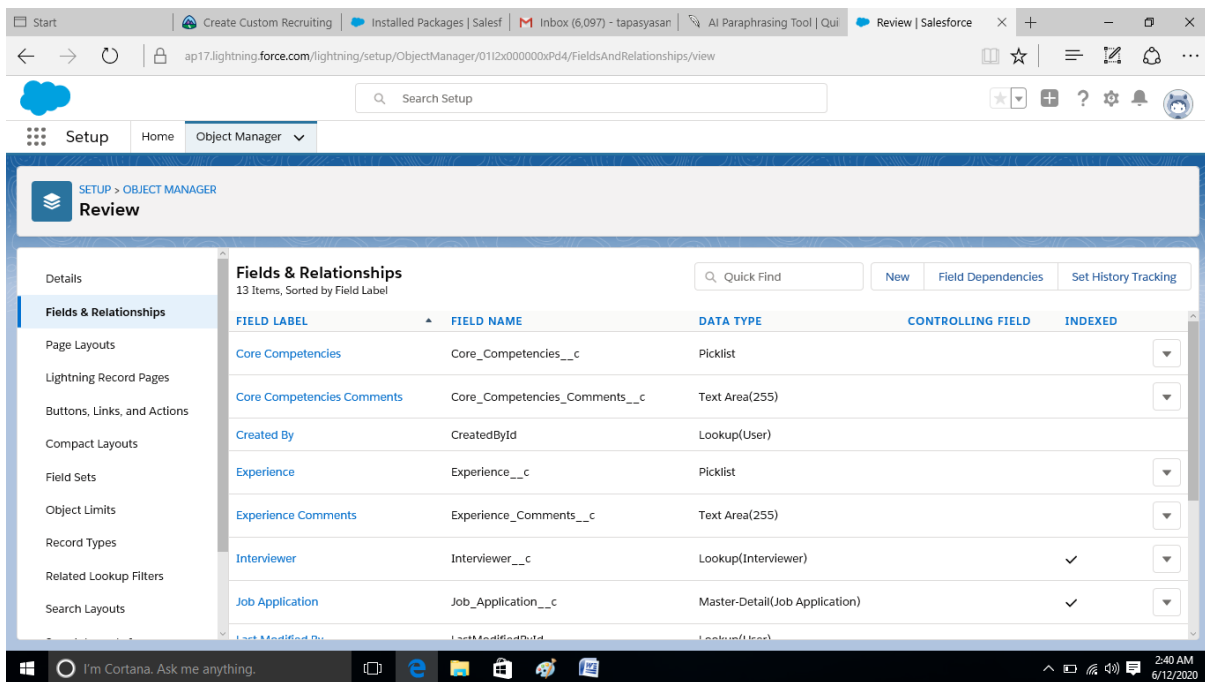 Start
Create Custom Recruiting
Installed Packages | Salesf
Inbox (6,097) - tapasyasan
AI Paraphrasing Tool | Qui
Review | Salesforce
ap17.lightning.force.com/lightning/setup/ObjectManager/01I2x000000xPd4/FieldsAndRelationships/view
Search Setup
Setup Home Object Manager
SETUP > OBJECT MANAGER
Review
Details
Fields & Relationships
Page Layouts
Lightning Record Pages
Buttons, Links, and Actions
Compact Layouts
Field Sets
Object Limits
Record Types
Related Lookup Filters
Search Layouts
Fields & Relationships
13 Items, Sorted by Field Label
Quick Find New Field Dependencies Set History Tracking
FIELD LABEL FIELD NAME DATA TYPE CONTROLLING FIELD INDEXED
Core Competencies Core_Competencies__c Picklist
Core Competencies Comments Core_Competencies_Comments__c Text Area(255)
Created By CreatedById Lookup(User)
Experience Experience__c Picklist
Experience Comments Experience_Comments__c Text Area(255)
Interviewer Interviewer__c Lookup(Interviewer)
Job Application Job_Application__c Master-Detail(Job Application)
Last Modified By LastModifiedById Lookup(User)
I'm Cortana. Ask me anything.
2:40 AM
6/12/2020